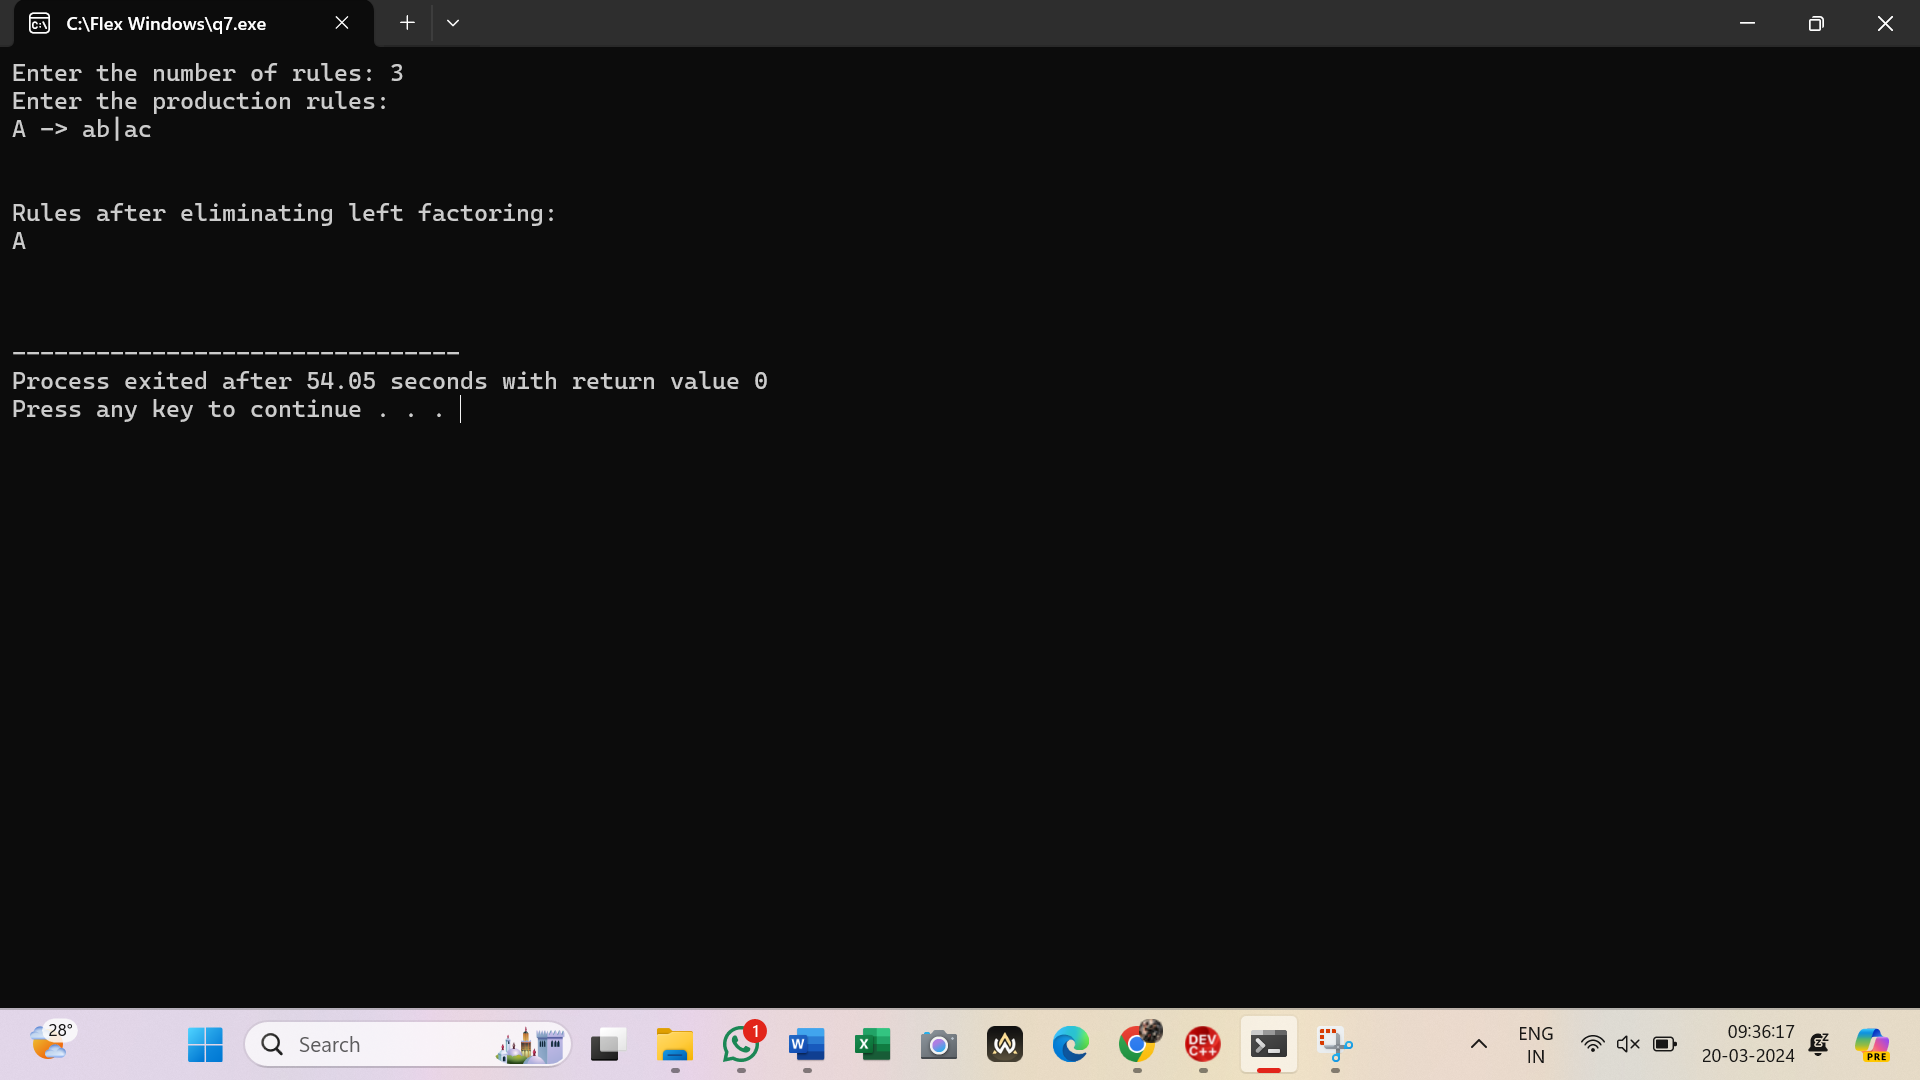 C:\Flex Windows\q7.exe
Enter the number of rules: 3
Enter the production rules:
A -> ab|ac
Rules after eliminating left factoring:
A
--------------------------------
Process exited after 54.05 seconds with return value 0
Press any key to continue . . .
28°
Search
1
W
X
DEV
C++
ENG
IN
09:36:17
20-03-2024
PRE